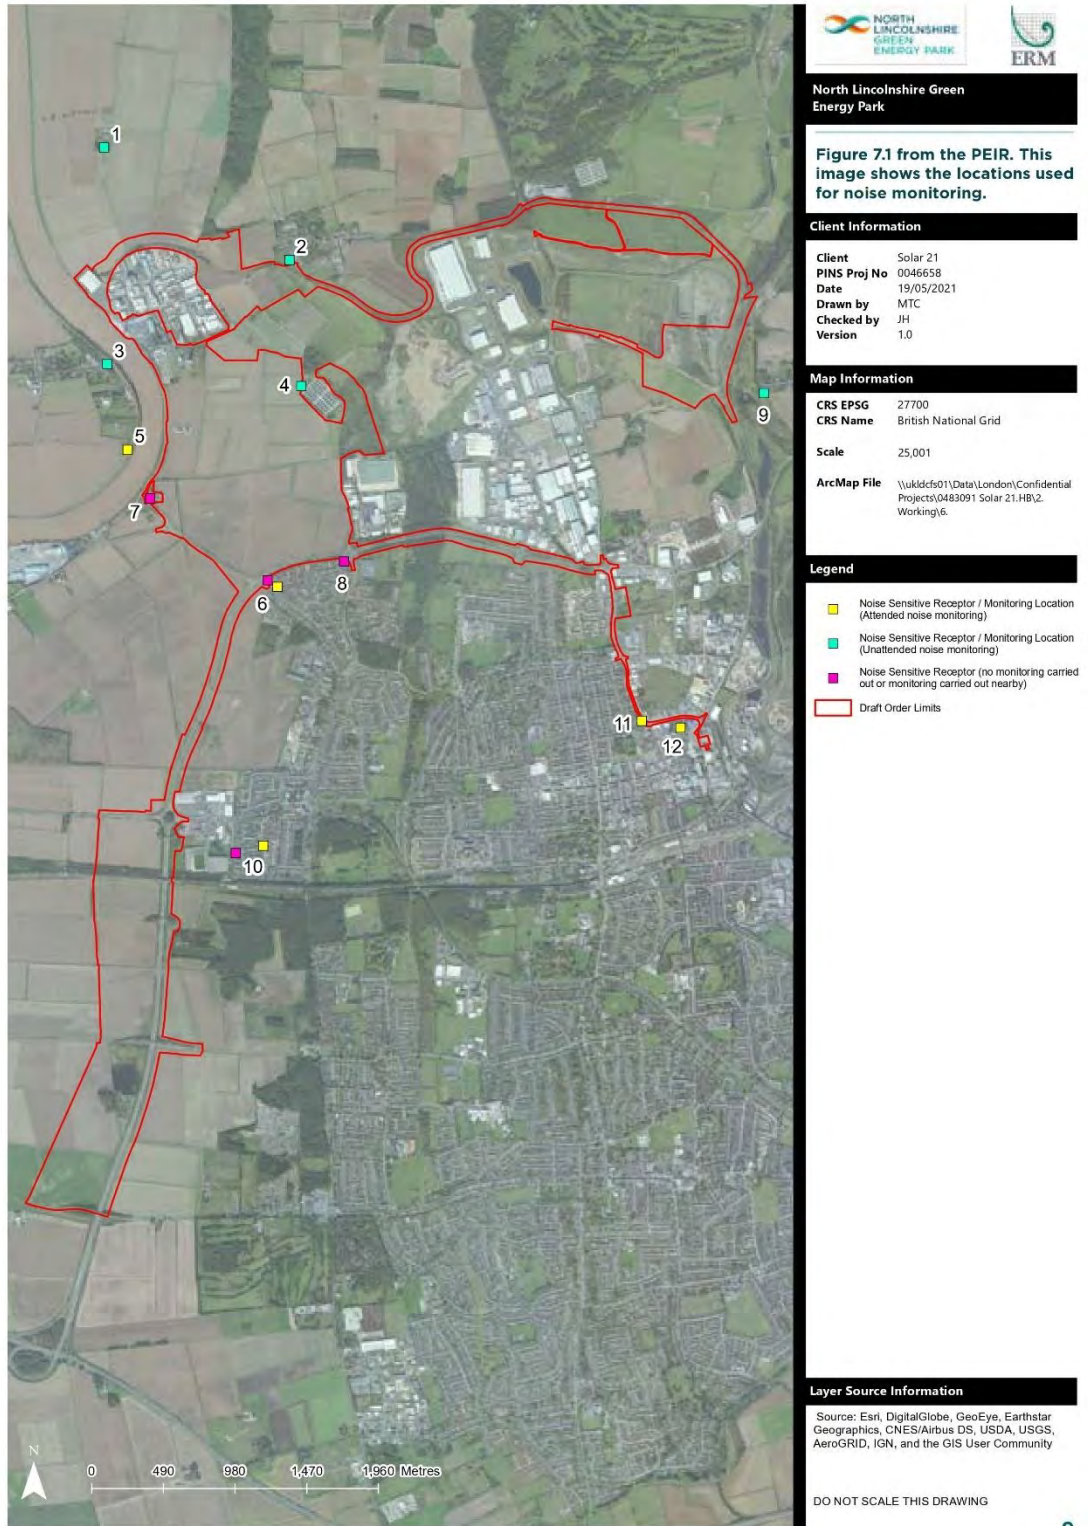 NORTH
LINCOLNSHIRE
GREEN
ENERGY PARK
ERM
North Lincolnshire Green
Energy Park
Figure 7.1 from the PEIR. This
image shows the locations used
for noise monitoring.
Client Information
Client Solar 21
PINS Proj No 0046658
Date 19/05/2021
Drawn by MTC
Checked by JH
Version 1.0
Map Information
CRS EPSG 27700
CRS Name British National Grid
Scale 25,001
ArcMap File \\ukldcfs01\Data\London\Confidential
Projects\0483091 Solar 21.HB\2.
Working\6.
Legend
Noise Sensitive Receptor / Monitoring Location
(Attended noise monitoring)
Noise Sensitive Receptor / Monitoring Location
(Unattended noise monitoring)
Noise Sensitive Receptor (no monitoring carried
out or monitoring carried out nearby)
Draft Order Limits
1
2
3
4
9
5
7
8
6
11
12
10
N
0 490 980 1,470 1,960 Metres
Layer Source Information
Source: Esri, DigitalGlobe, GeoEye, Earthstar
Geographics, CNES/Airbus DS, USDA, USGS,
AeroGRID, IGN, and the GIS User Community
DO NOT SCALE THIS DRAWING